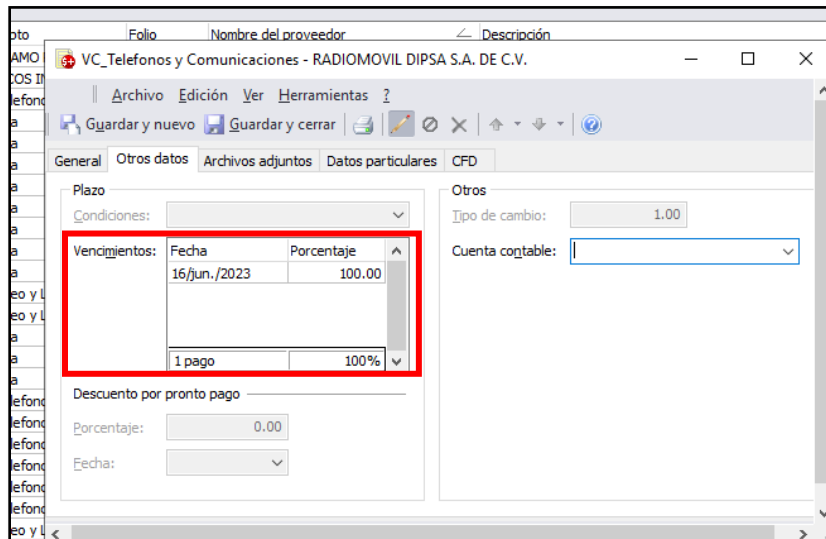 Folio Nombre del proveedor Descripción
VC_Telefonos y Comunicaciones - RADIOMOVIL DIPSA S.A. DE C.V.
Archivo Edición Ver Herramientas ?
Guardar y nuevo Guardar y cerrar
General Otros datos Archivos adjuntos Datos particulares CFD
Plazo Otros
Condiciones: Tipo de cambio: 1.00
Vencimientos: Fecha Porcentaje Cuenta contable:
16/jun./2023 100.00
1 pago 100%
Descuento por pronto pago
Porcentaje: 0.00
Fecha: